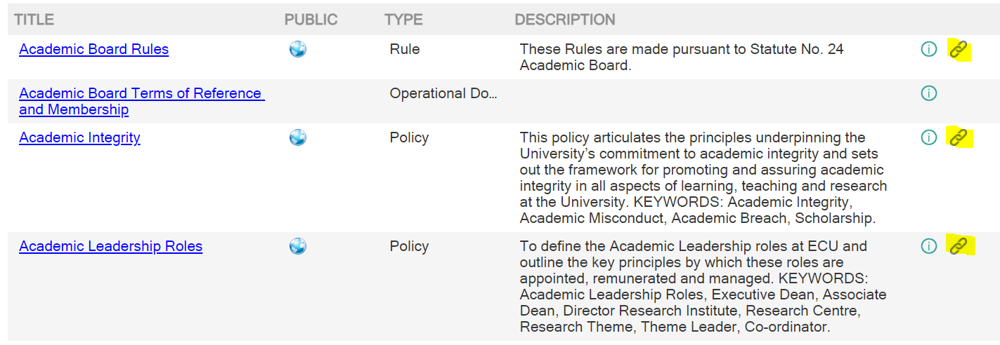 TITLE PUBLIC TYPE DESCRIPTION
Academic Board Rules Rule These Rules are made pursuant to Statute No. 24
Academic Board.
Academic Board Terms of Reference Operational Do...
and Membership
Academic Integrity Policy This policy articulates the principles underpinning the
University’s commitment to academic integrity and sets
out the framework for promoting and assuring academic
integrity in all aspects of learning, teaching and research
at the University. KEYWORDS: Academic Integrity,
Academic Misconduct, Academic Breach, Scholarship.
Academic Leadership Roles Policy To define the Academic Leadership roles at ECU and
outline the key principles by which these roles are
appointed, remunerated and managed. KEYWORDS:
Academic Leadership Roles, Executive Dean, Associate
Dean, Director Research Institute, Research Centre,
Research Theme, Theme Leader, Co-ordinator.